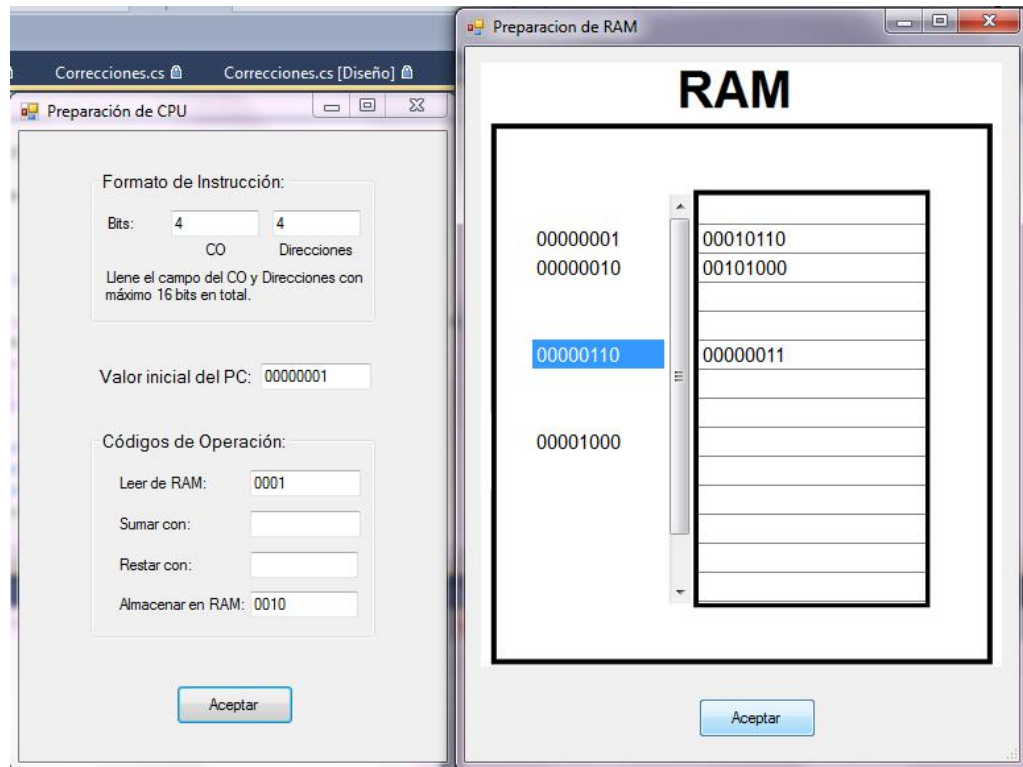 Correcciones.cs
Correcciones.cs [Diseño]
Preparación de CPU
Formato de Instrucción:
Bits: 4 4
CO Direcciones
Llene el campo del CO y Direcciones con
máximo 16 bits en total.
Valor inicial del PC: 00000001
Códigos de Operación:
Leer de RAM: 0001
Sumar con:
Restar con:
Almacenar en RAM: 0010
Aceptar
Preparacion de RAM
RAM
00000001 00010110
00000010 00101000
00000110 00000011
00001000
Aceptar